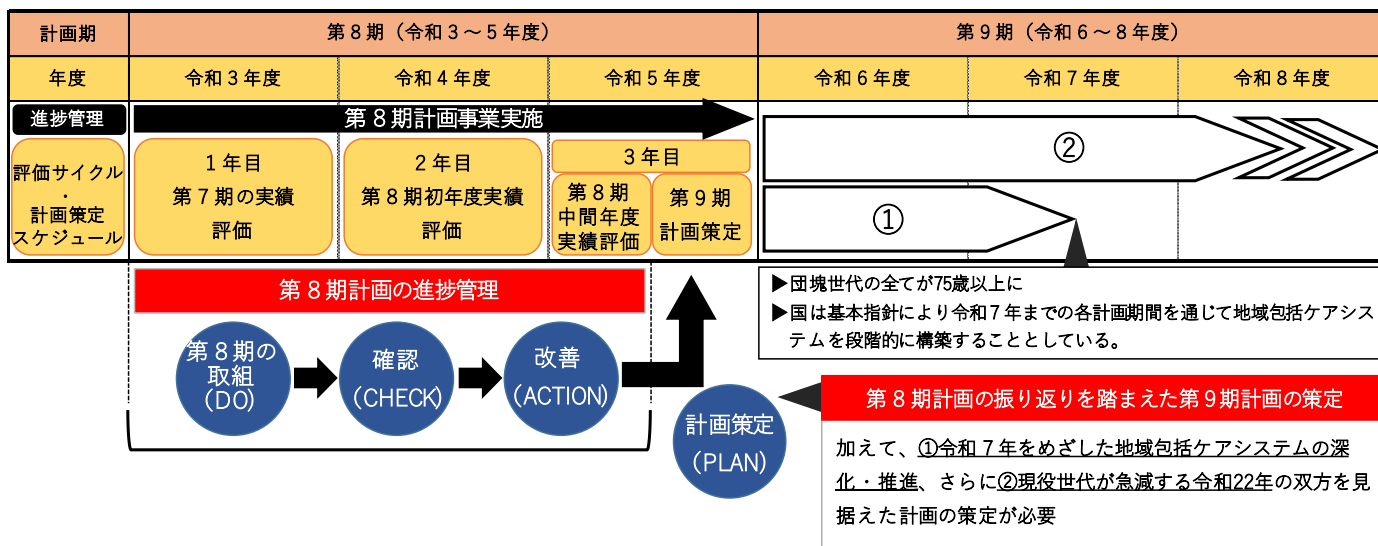 計画期
第８期（令和３～５年度）
第９期（令和６～８年度）
年度
令和３年度
令和４年度
令和５年度
令和６年度
令和７年度
令和８年度
進捗管理
第８期計画事業実施
評価サイクル
・
計画策定
スケジュール
１年目
第７期の実績
評価
２年目
第８期初年度実績
評価
３年目
第８期
中間年度
実績評価
第９期
計画策定
②
①
▶団塊世代の全てが75歳以上に
▶国は基本指針により令和７年までの各計画期間を通じて地域包括ケアシス
テムを段階的に構築することとしている。
第８期計画の進捗管理
第８期の
取組
(DO)
確認
(CHECK)
改善
(ACTION)
計画策定
(PLAN)
第８期計画の振り返りを踏まえた第９期計画の策定
加えて、①令和７年をめざした地域包括ケアシステムの深
化・推進、さらに②現役世代が急減する令和22年の双方を見
据えた計画の策定が必要